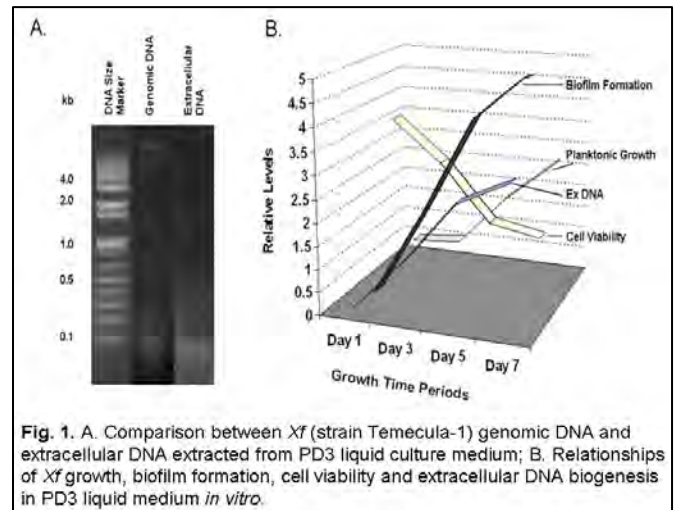 A.
DNA Size
Marker
Genomic DNA
Extracellular
DNA
kb
4.0
2.0
1.0
0.5
0.1
B.
Relative Levels
5
4.5
4
3.5
3
2.5
2
1.5
1
0.5
0
Biofilm Formation
Planktonic Growth
Ex DNA
Cell Viability
Day 1
Day 3
Day 5
Day 7
Growth Time Periods
Fig. 1. A. Comparison between Xf (strain Temecula-1) genomic DNA and
extracellular DNA extracted from PD3 liquid culture medium; B. Relationships
of Xf growth, biofilm formation, cell viability and extracellular DNA biogenesis
in PD3 liquid medium in vitro.